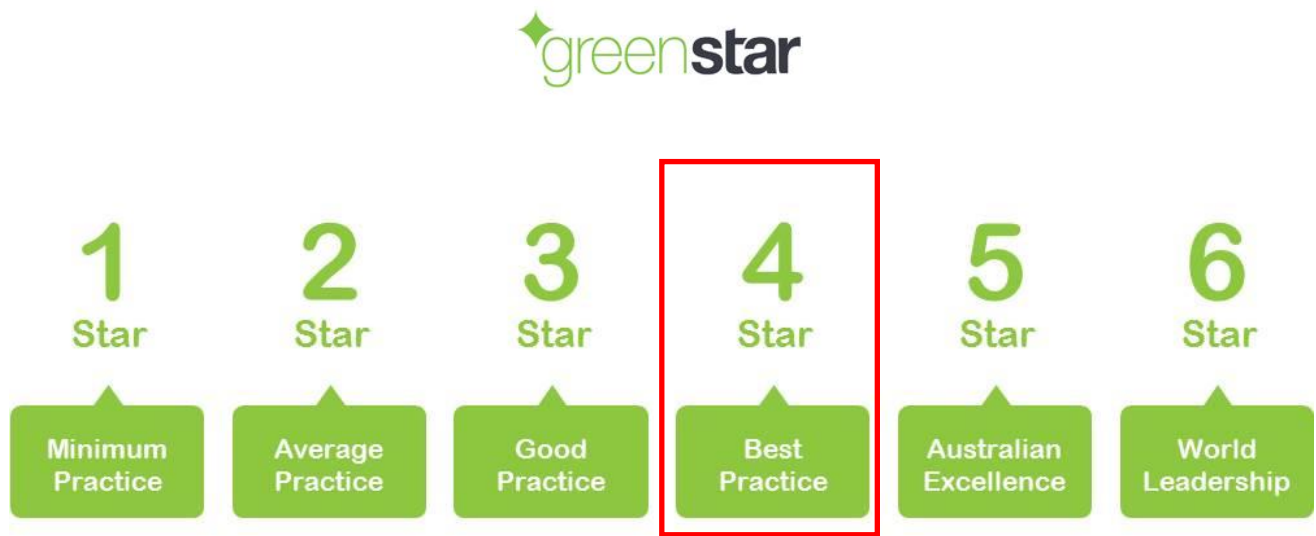 greenstar
1 2 3 4 5 6
Star Star Star Star Star Star
Minimum Average Good Best Australian World
Practice Practice Practice Practice Excellence Leadership